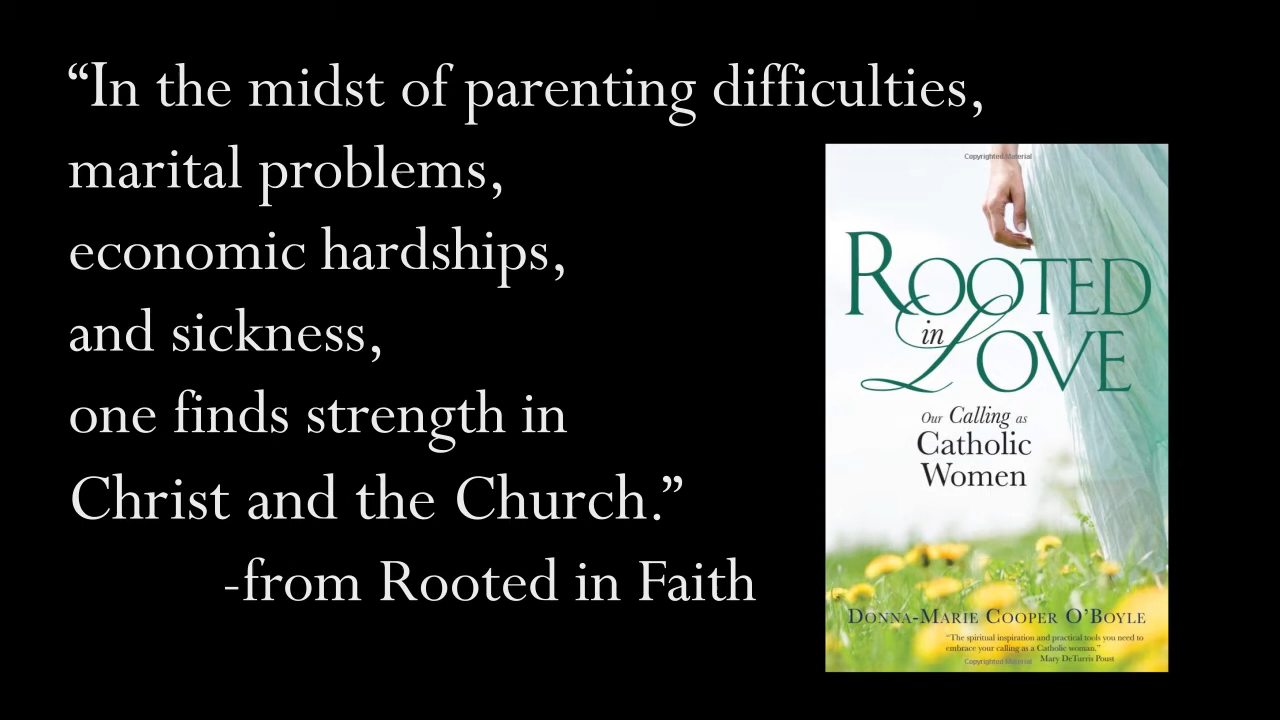 “In the midst of parenting difficulties,
marital problems,
economic hardships,
and sickness,
one finds strength in
Christ and the Church.”
-from Rooted in Faith
Copyrighted Material
ROOTED
in LOVE
Our Calling as
Catholic
Women
DONNA-MARIE COOPER O’BOYLE
“The spiritual inspiration and practical tools you need to
embrace your calling as a Catholic woman.”
Mary DeTurris Poust
Copyrighted Material